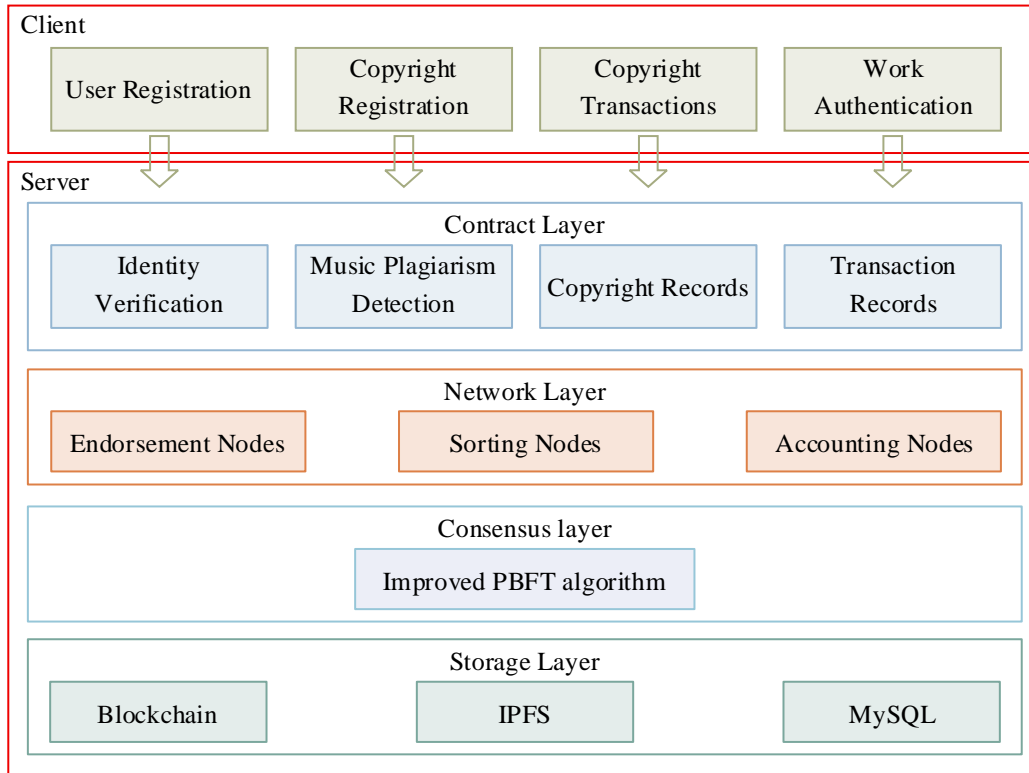 Client
User Registration
Copyright
Registration
Copyright
Transactions
Work
Authentication
Server
Contract Layer
Identity
Verification
Music Plagiarism
Detection
Copyright Records
Transaction
Records
Network Layer
Endorsement Nodes
Sorting Nodes
Accounting Nodes
Consensus layer
Improved PBFT algorithm
Storage Layer
Blockchain
IPFS
MySQL